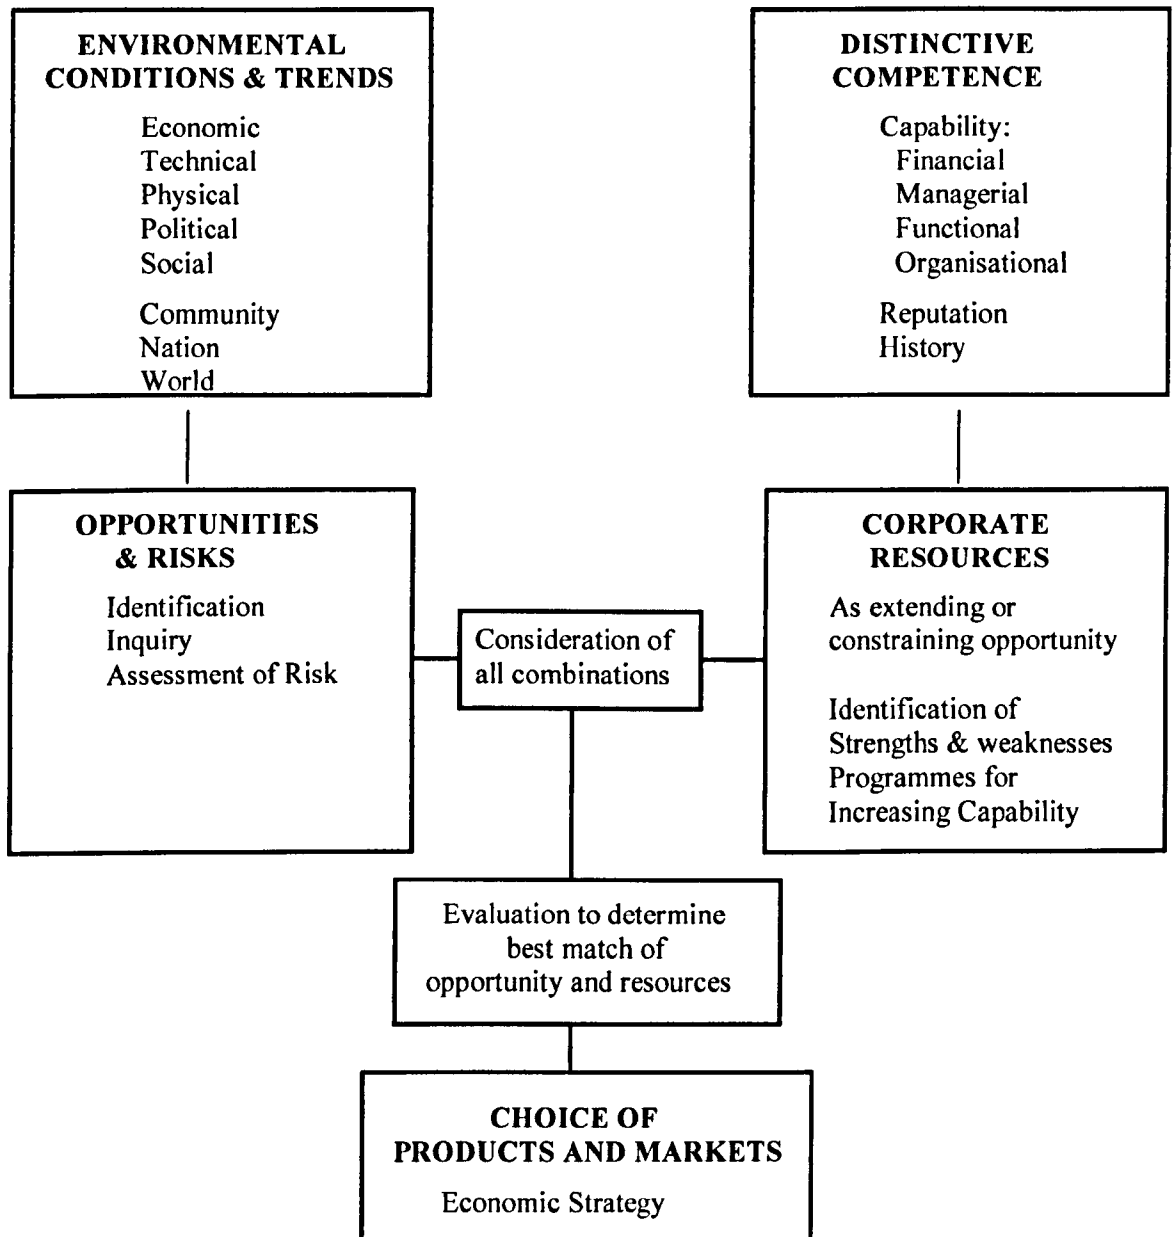 ENVIRONMENTAL
CONDITIONS & TRENDS
Economic
Technical
Physical
Political
Social
Community
Nation
World
DISTINCTIVE
COMPETENCE
Capability:
Financial
Managerial
Functional
Organisational
Reputation
History
OPPORTUNITIES
& RISKS
Identification
Inquiry
Assessment of Risk
Consideration of
all combinations
CORPORATE
RESOURCES
As extending or
constraining opportunity
Identification of
Strengths & weaknesses
Programmes for
Increasing Capability
Evaluation to determine
best match of
opportunity and resources
CHOICE OF
PRODUCTS AND MARKETS
Economic Strategy